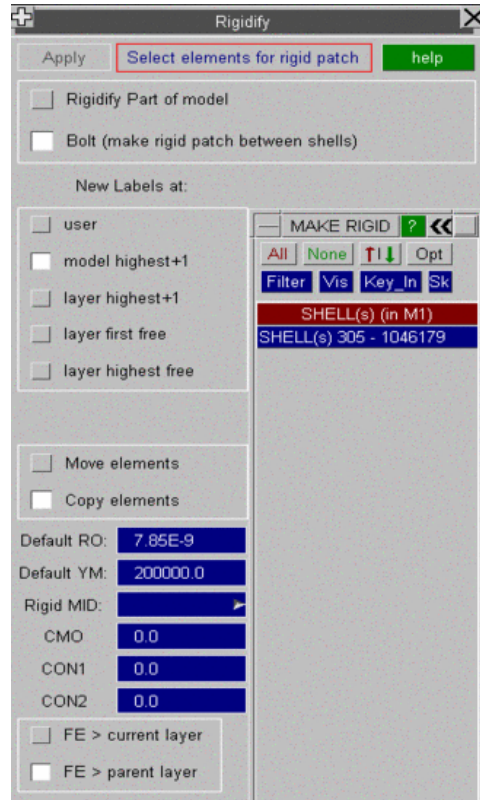 Rigidify
Apply Select elements for rigid patch help
Rigidify Part of model
Bolt (make rigid patch between shells)
New Labels at:
user
model highest+1
layer highest+1
layer first free
layer highest free
MAKE RIGID ?
All None Opt
Filter Vis Key_In Sk
SHELL(s) (in M1)
SHELL(s) 305 - 1046179
Move elements
Copy elements
Default RO: 7.85E-9
Default YM: 200000.0
Rigid MID:
CMO 0.0
CON1 0.0
CON2 0.0
FE > current layer
FE > parent layer